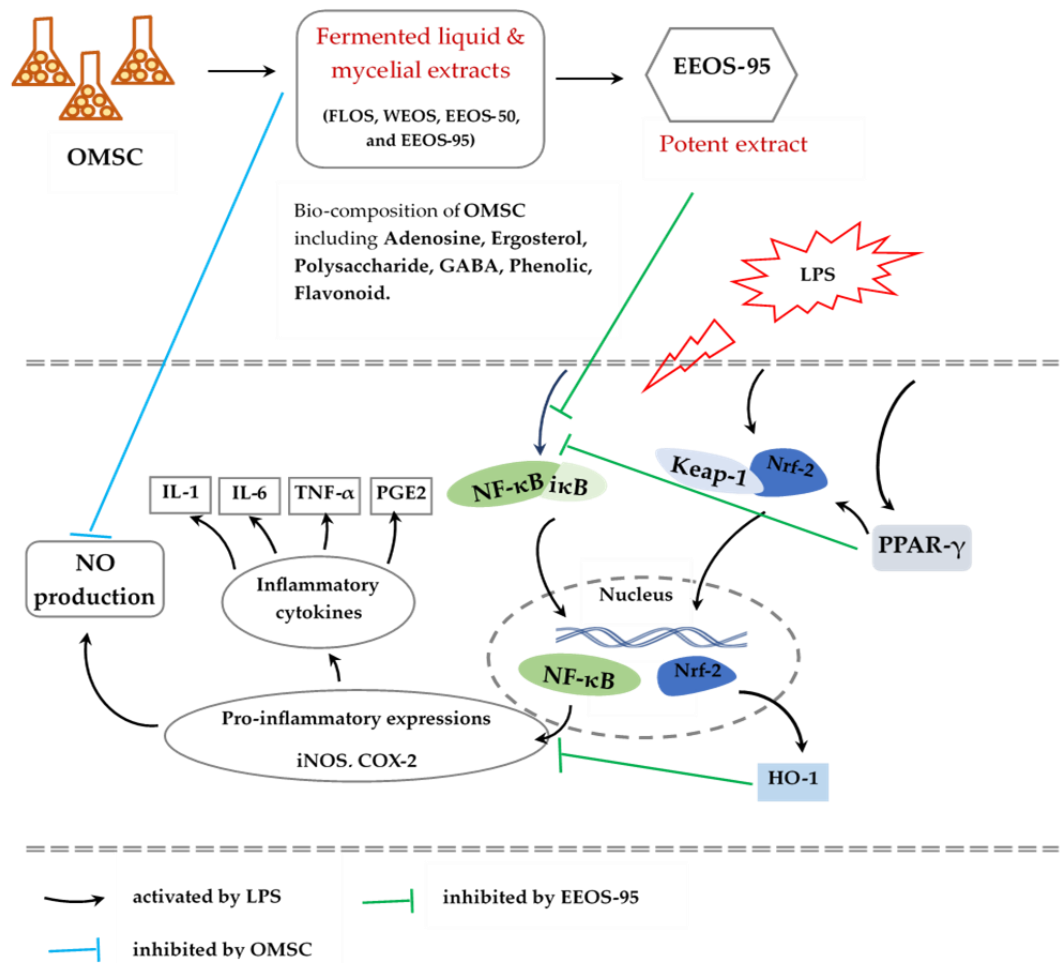 Fermented liquid &
mycelial extracts
(FLOS, WEOS, EEOS-50,
and EEOS-95)
EEOS-95
OMSC
Potent extract
Bio-composition of OMSC
including Adenosine, Ergosterol,
Polysaccharide, GABA, Phenolic,
Flavonoid.
LPS
Keap-1
Nrf-2
NF-κB
iκB
IL-1
IL-6
TNF-α
PGE2
PPAR-γ
NO
production
Inflammatory
cytokines
Nucleus
NF-κB
Nrf-2
Pro-inflammatory expressions
iNOS. COX-2
HO-1
activated by LPS
inhibited by EEOS-95
inhibited by OMSC